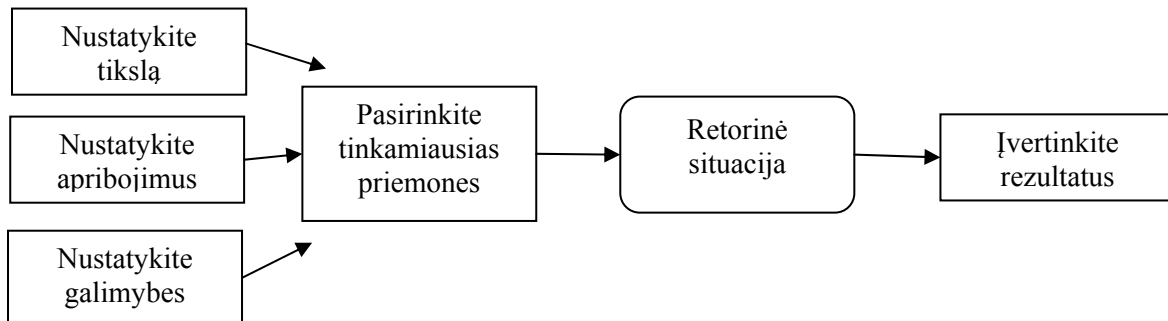 Nustatykite
tikslą
Nustatykite
apribojimus
Nustatykite
galimybes
Pasirinkite
tinkamiausias
priemones
Retorinė
situacija
Įvertinkite
rezultatus